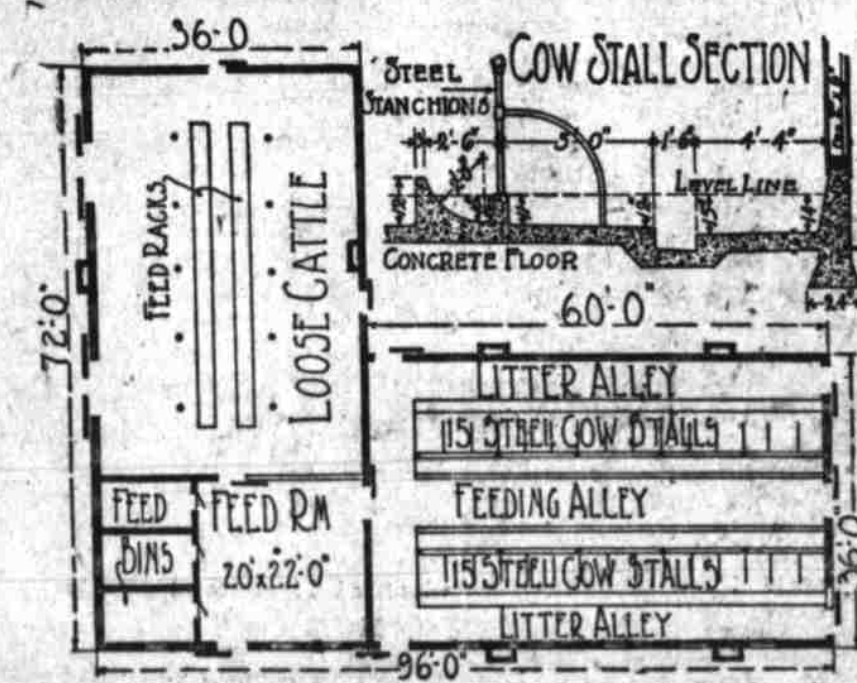 36-0
COW STALL SECTION
STEEL
STANCHIONS
2'-6"
5'-0"
1'-6"
4'-4"
LEVEL LINE
CONCRETE FLOOR
24"
72'-0"
FEED RACKS
LOOSE CATTLE
60'-0"
LITTER ALLEY
15 STEEL COW STALLS
FEEDING ALLEY
15 STEEL COW STALLS
LITTER ALLEY
36'-0"
FEED
BINS
FEED RM
20'x22'-0"
96'-0"